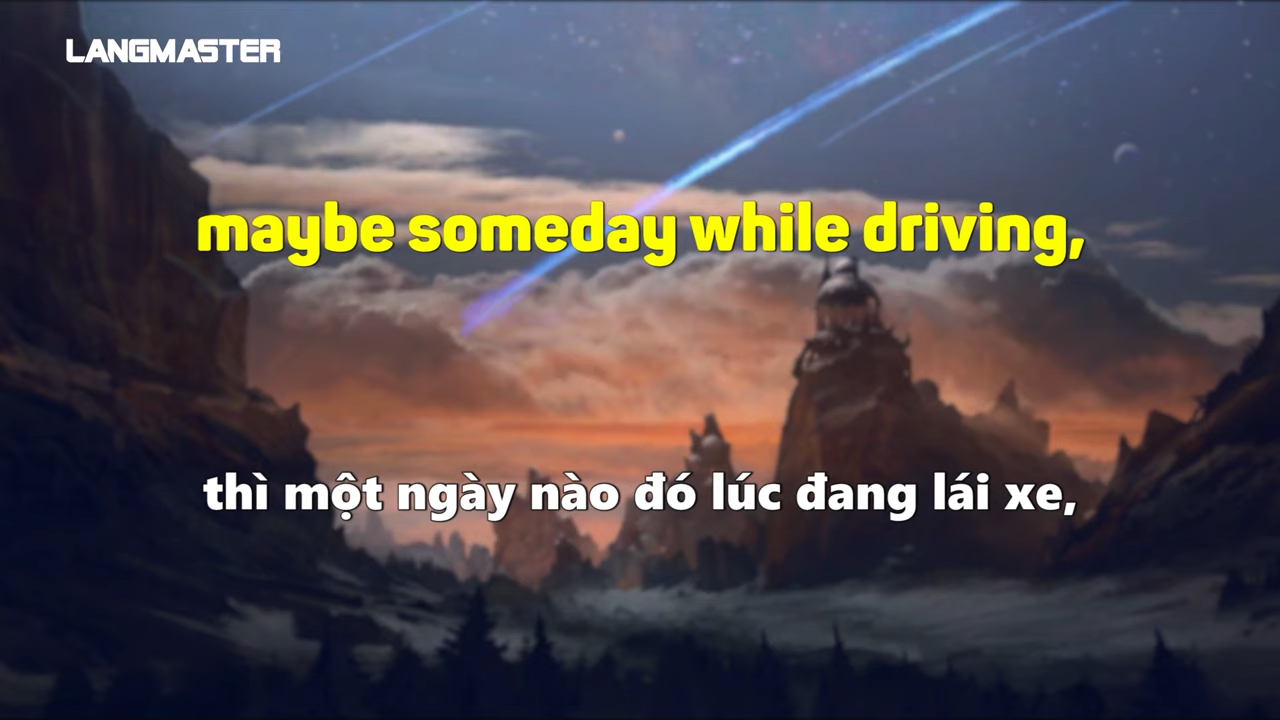 LANGMASTER
maybe someday while driving,
thì một ngày nào đó lúc đang lái xe,